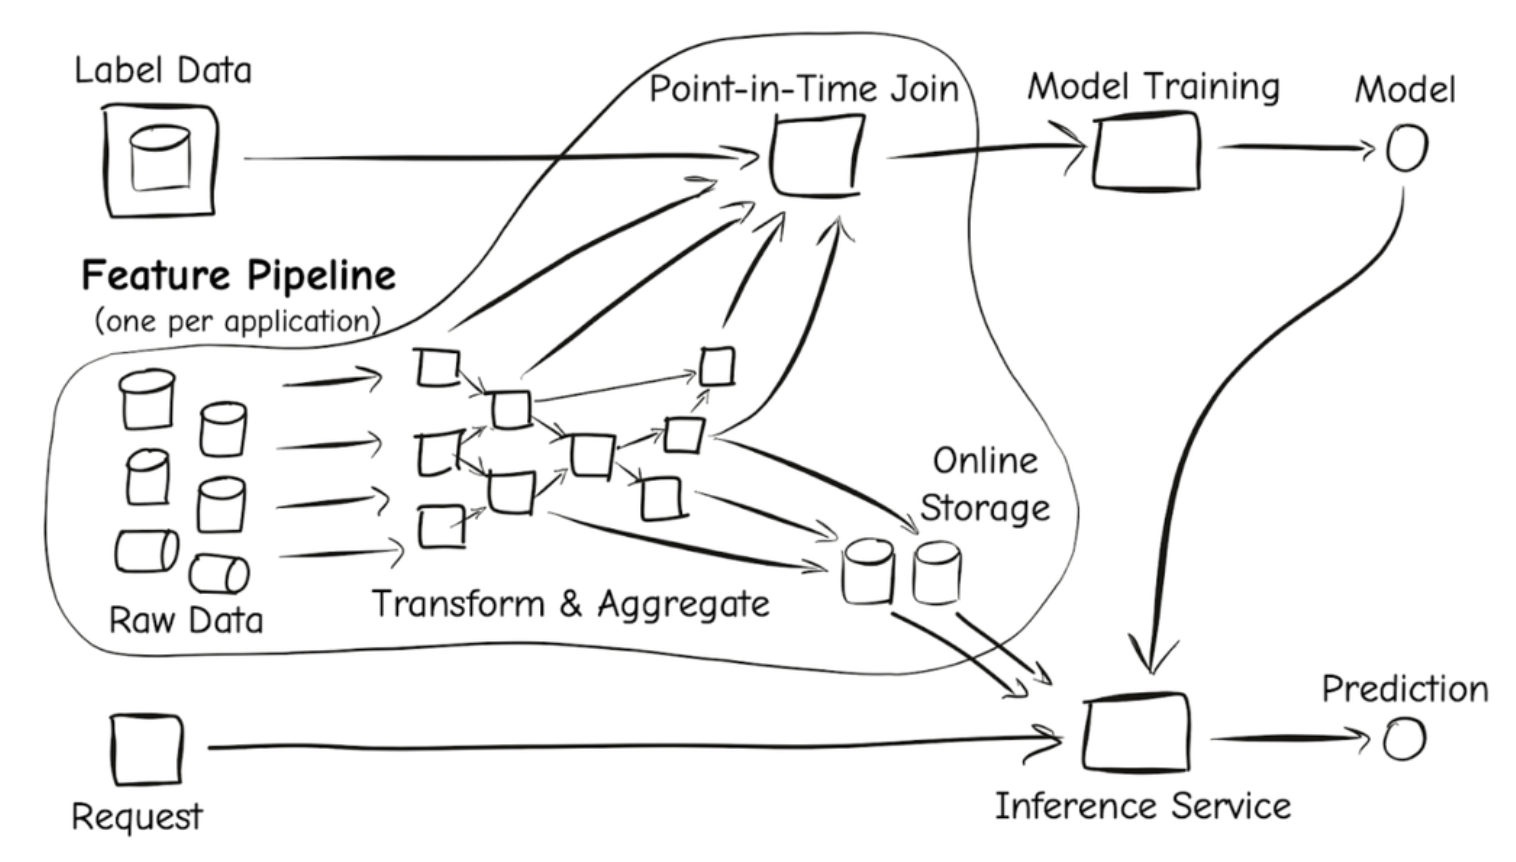 Label Data
Point-in-Time Join
Model Training
Model
Feature Pipeline
(one per application)
Online
Storage
Transform & Aggregate
Raw Data
Prediction
Request
Inference Service